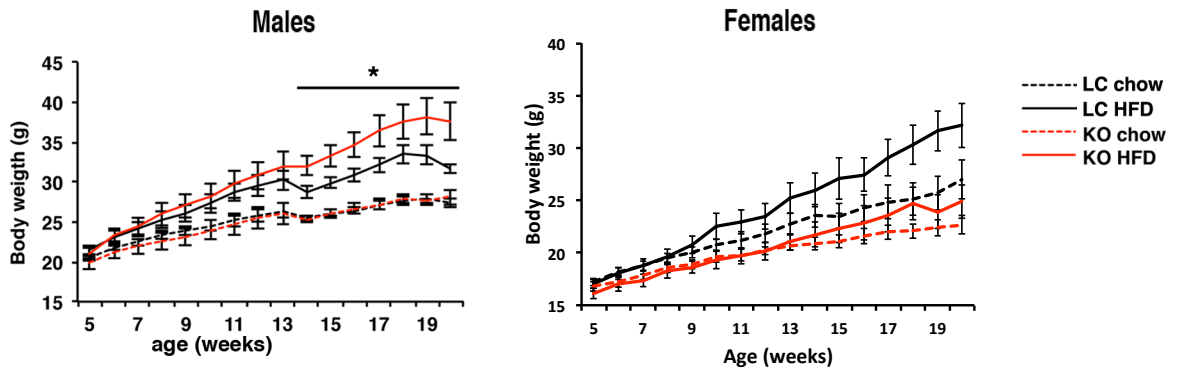 Males
*
45
40
35
30
25
20
15
Body weigth (g)
5 7 9 11 13 15 17 19
age (weeks)
Females
40
35
30
25
20
15
Body weight (g)
5 7 9 11 13 15 17 19
Age (weeks)
LC chow
LC HFD
KO chow
KO HFD